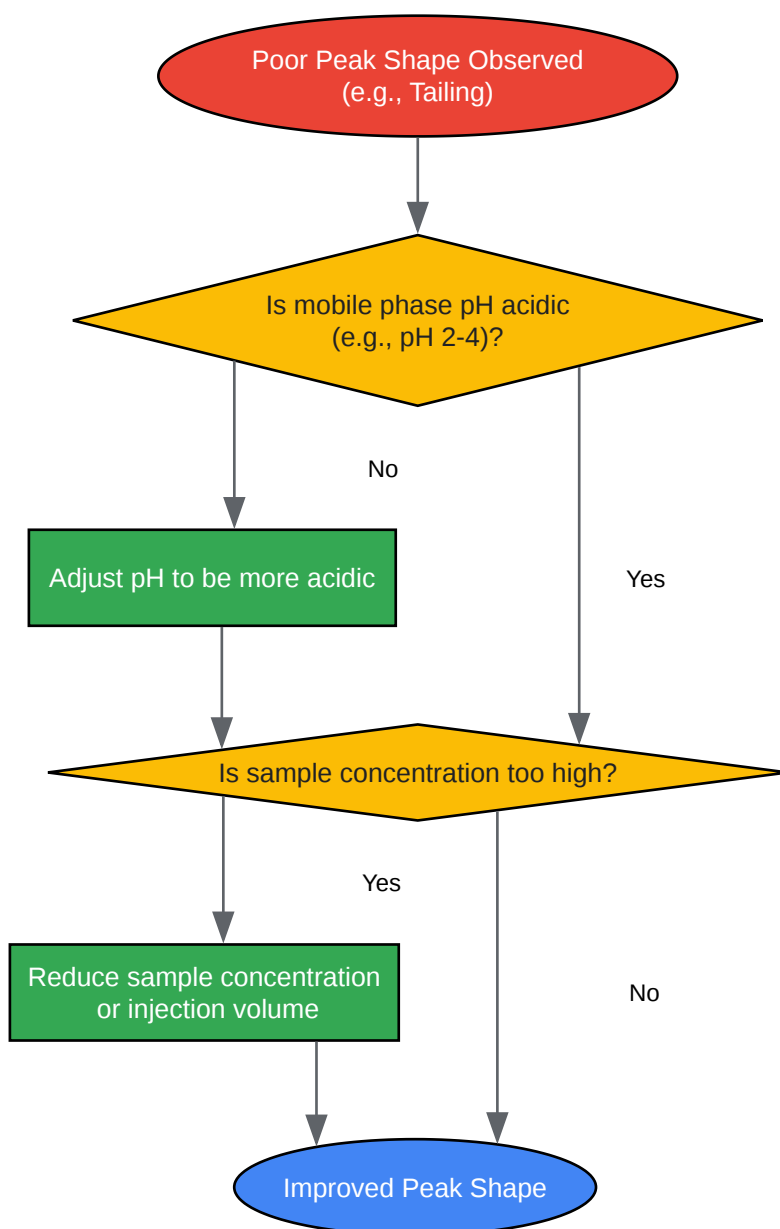 Poor Peak Shape Observed
(e.g., Tailing)
Is mobile phase pH acidic
(e.g., pH 2-4)?
No
Adjust pH to be more acidic
Yes
Is sample concentration too high?
Yes
Reduce sample concentration
or injection volume
No
Improved Peak Shape